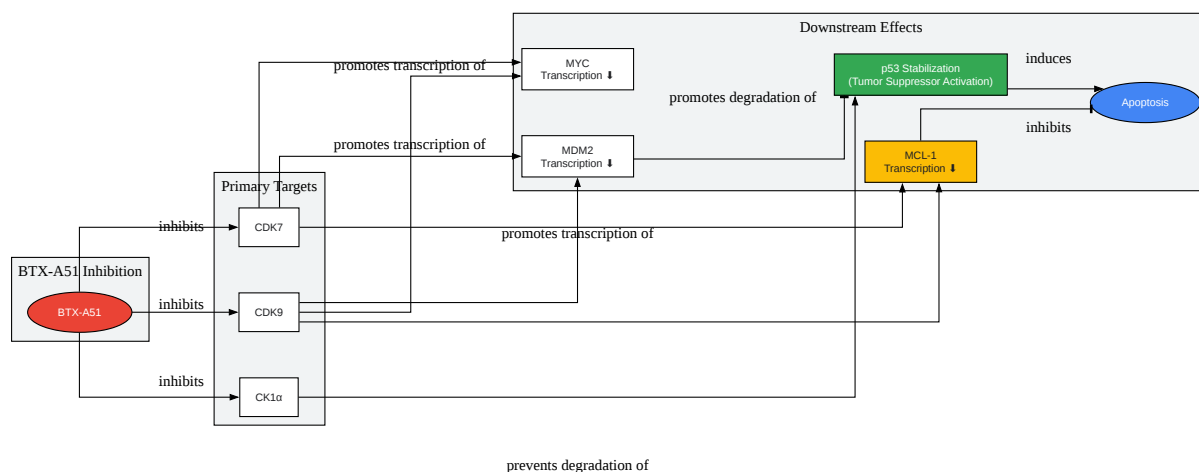 Downstream Effects
promotes transcription of
MYC
Transcription ⬇
p53 Stabilization
(Tumor Suppressor Activation)
induces
promotes degradation of
Apoptosis
inhibits
promotes transcription of
MDM2
Transcription ⬇
MCL-1
Transcription ⬇
Primary Targets
inhibits
CDK7
promotes transcription of
BTX-A51 Inhibition
BTX-A51
inhibits
CDK9
inhibits
CK1α
prevents degradation of